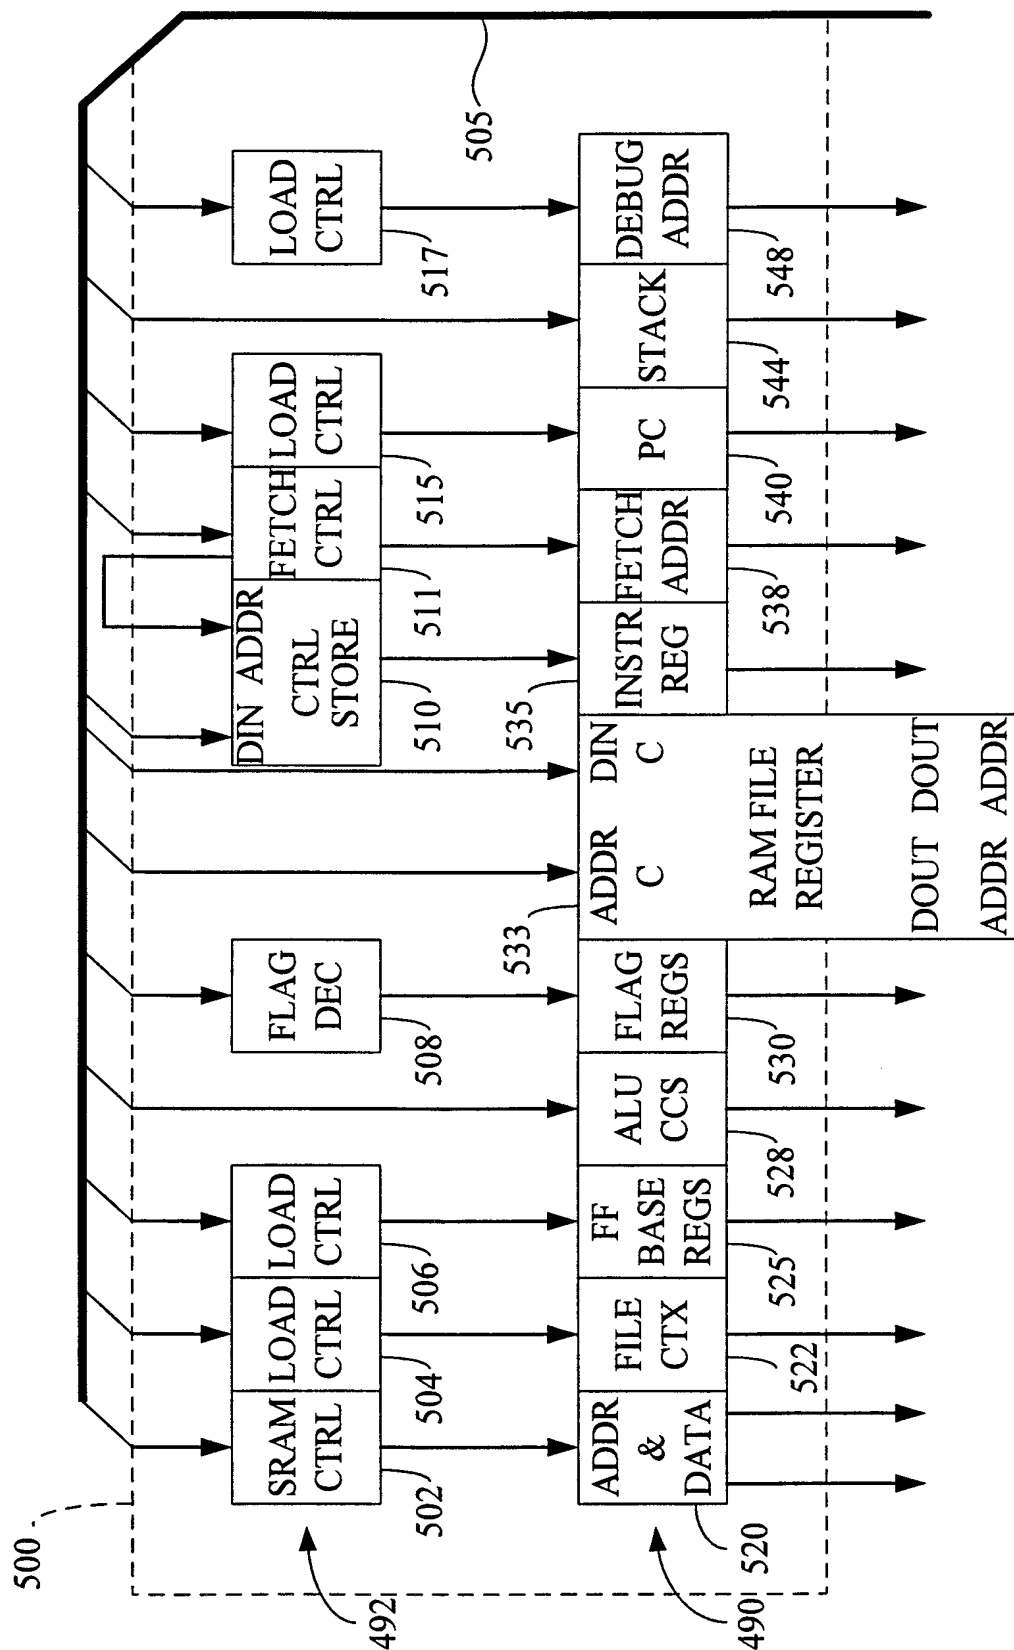 500
492
SRAM
CTRL
502
LOAD
CTRL
504
LOAD
CTRL
506
FLAG
DEC
508
DIN ADDR
CTRL
STORE
510
FETCH
CTRL
511
LOAD
CTRL
515
LOAD
CTRL
517
505
490
ADDR
&
DATA
520
FILE
CTX
522
FF
BASE
REGS
525
ALU
CCS
528
FLAG
REGS
530
533
ADDR DIN
C C
RAM FILE
REGISTER
DOUT DOUT
ADDR ADDR
535
INSTR
REG
FETCH
ADDR
538
PC
540
STACK
544
DEBUG
ADDR
548